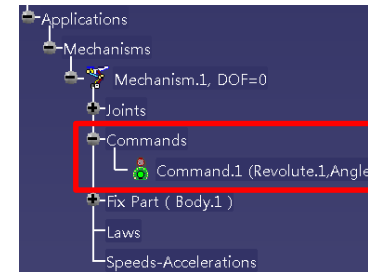 Applications
Mechanisms
Mechanism.1, DOF=0
Joints
Commands
Command.1 (Revolute.1,Angle
Fix Part ( Body.1 )
Laws
Speeds-Accelerations